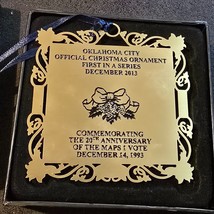 OKLAHOMA CITY
OFFICIAL CHRISTMAS ORNAMENT
FIRST IN A SERIES
DECEMBER 2013
COMMEMORATING
THE 20TH ANNIVERSARY
OF THE MAPS I VOTE
DECEMBER 14, 1993